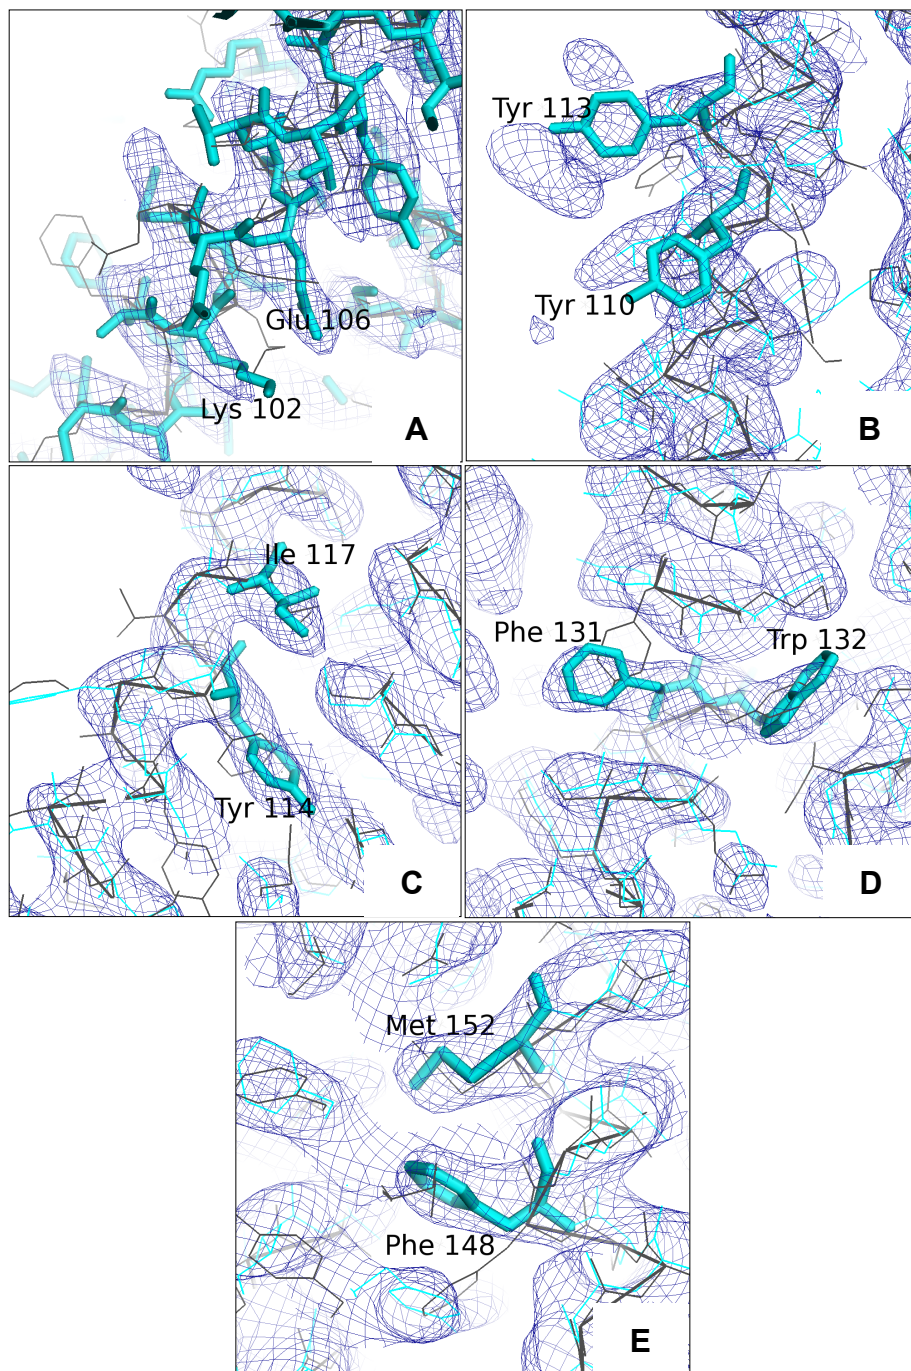 Glu 106
Lys 102
A
Tyr 113
Tyr 110
B
Ile 117
Tyr 114
C
Phe 131
Trp 132
D
Met 152
Phe 148
E